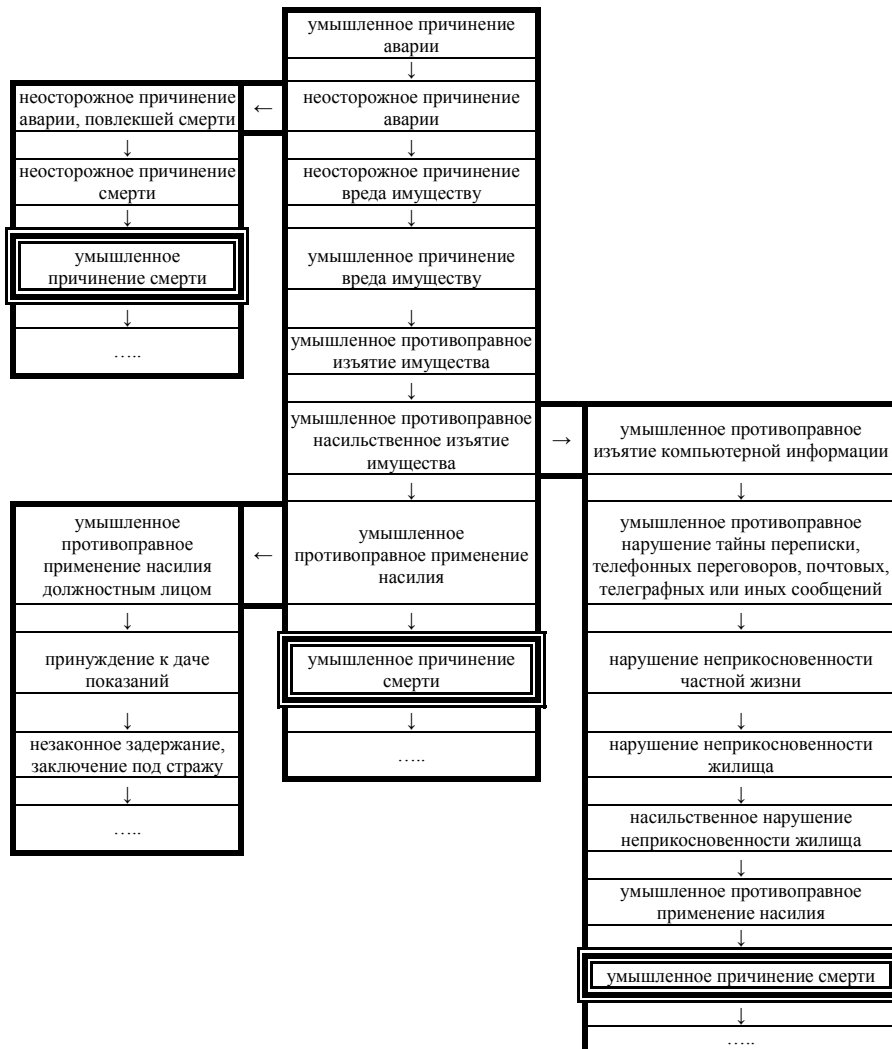 умышленное причинение
аварии
↓
неосторожное причинение
аварии, повлекшей смерти
←
неосторожное причинение
аварии
↓
↓
неосторожное причинение
смерти
неосторожное причинение
вреда имуществу
↓
↓
умышленное
причинение смерти
умышленное причинение
вреда имуществу
↓
↓
…..
умышленное противоправное
изъятие имущества
↓
умышленное противоправное
насильственное изъятие
имущества
→
умышленное противоправное
изъятие компьютерной информации
↓
↓
умышленное
противоправное
применение насилия
должностным лицом
←
умышленное
противоправное применение
насилия
умышленное противоправное
нарушение тайны переписки,
телефонных переговоров, почтовых,
телеграфных или иных сообщений
↓
↓
↓
принуждение к даче
показаний
умышленное причинение
смерти
нарушение неприкосновенности
частной жизни
↓
↓
↓
незаконное задержание,
заключение под стражу
…..
нарушение неприкосновенности
жилища
↓
↓
…..
насильственное нарушение
неприкосновенности жилища
↓
умышленное противоправное
применение насилия
↓
умышленное причинение смерти
↓
…..